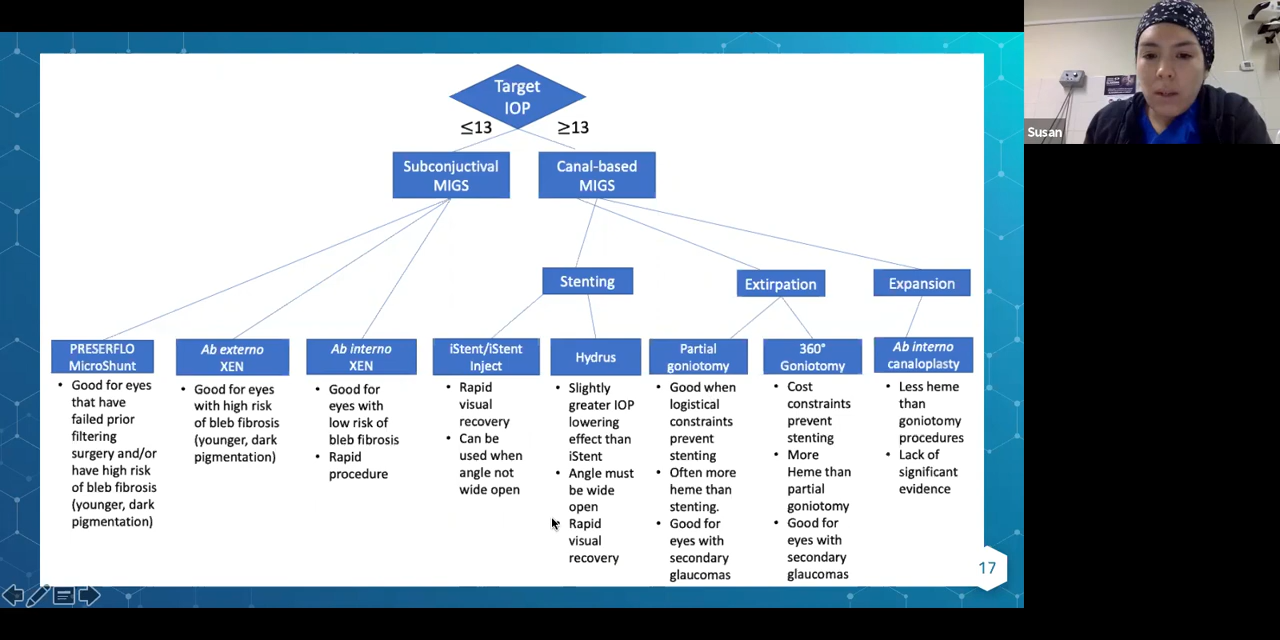 Target
IOP
≤13
≥13
Subconjuctival
MIGS
Canal-based
MIGS
Stenting
Extirpation
Expansion
PRESERFLO
MicroShunt
• Good for eyes
that have
failed prior
filtering
surgery and/or
have high risk
of bleb fibrosis
(younger, dark
pigmentation)
Ab externo
XEN
• Good for eyes
with high risk
of bleb fibrosis
(younger, dark
pigmentation)
Ab interno
XEN
• Good for
eyes with
low risk of
bleb fibrosis
• Rapid
procedure
iStent/iStent
Inject
• Rapid
visual
recovery
• Can be
used when
angle not
wide open
Hydrus
• Slightly
greater IOP
lowering
effect than
iStent
• Angle must
be wide
open
• Rapid
visual
recovery
Partial
goniotomy
• Good when
logistical
constraints
prevent
stenting
• Often more
heme than
stenting.
• Good for
eyes with
secondary
glaucomas
360°
Goniotomy
• Cost
constraints
prevent
stenting
• More
Heme than
partial
goniotomy
• Good for
eyes with
secondary
glaucomas
Ab interno
canaloplasty
• Less heme
than
goniotomy
procedures
• Lack of
significant
evidence
17
Susan